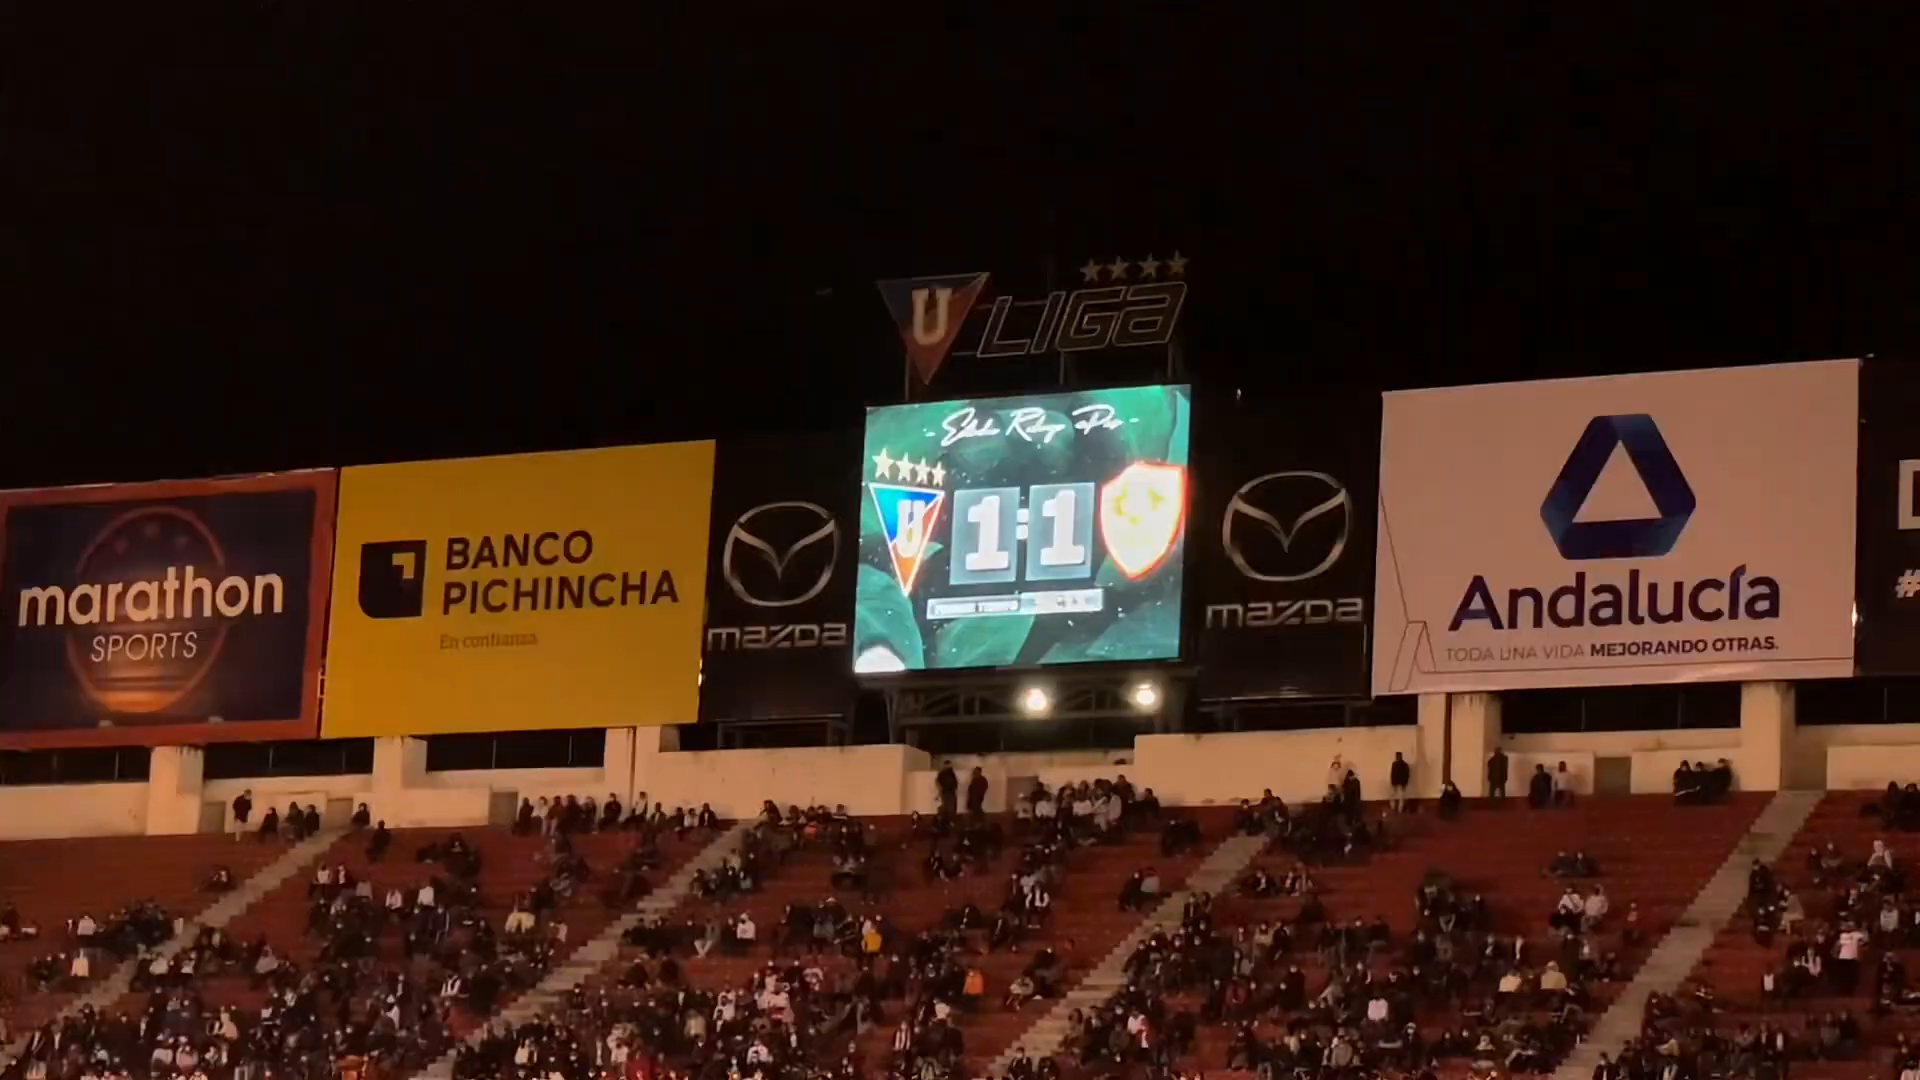 U LIGA
marathon
SPORTS
BANCO
PICHINCHA
En confianza
mazda
U
1:1
mazda
Andalucía
TODA UNA VIDA MEJORANDO OTRAS.
#